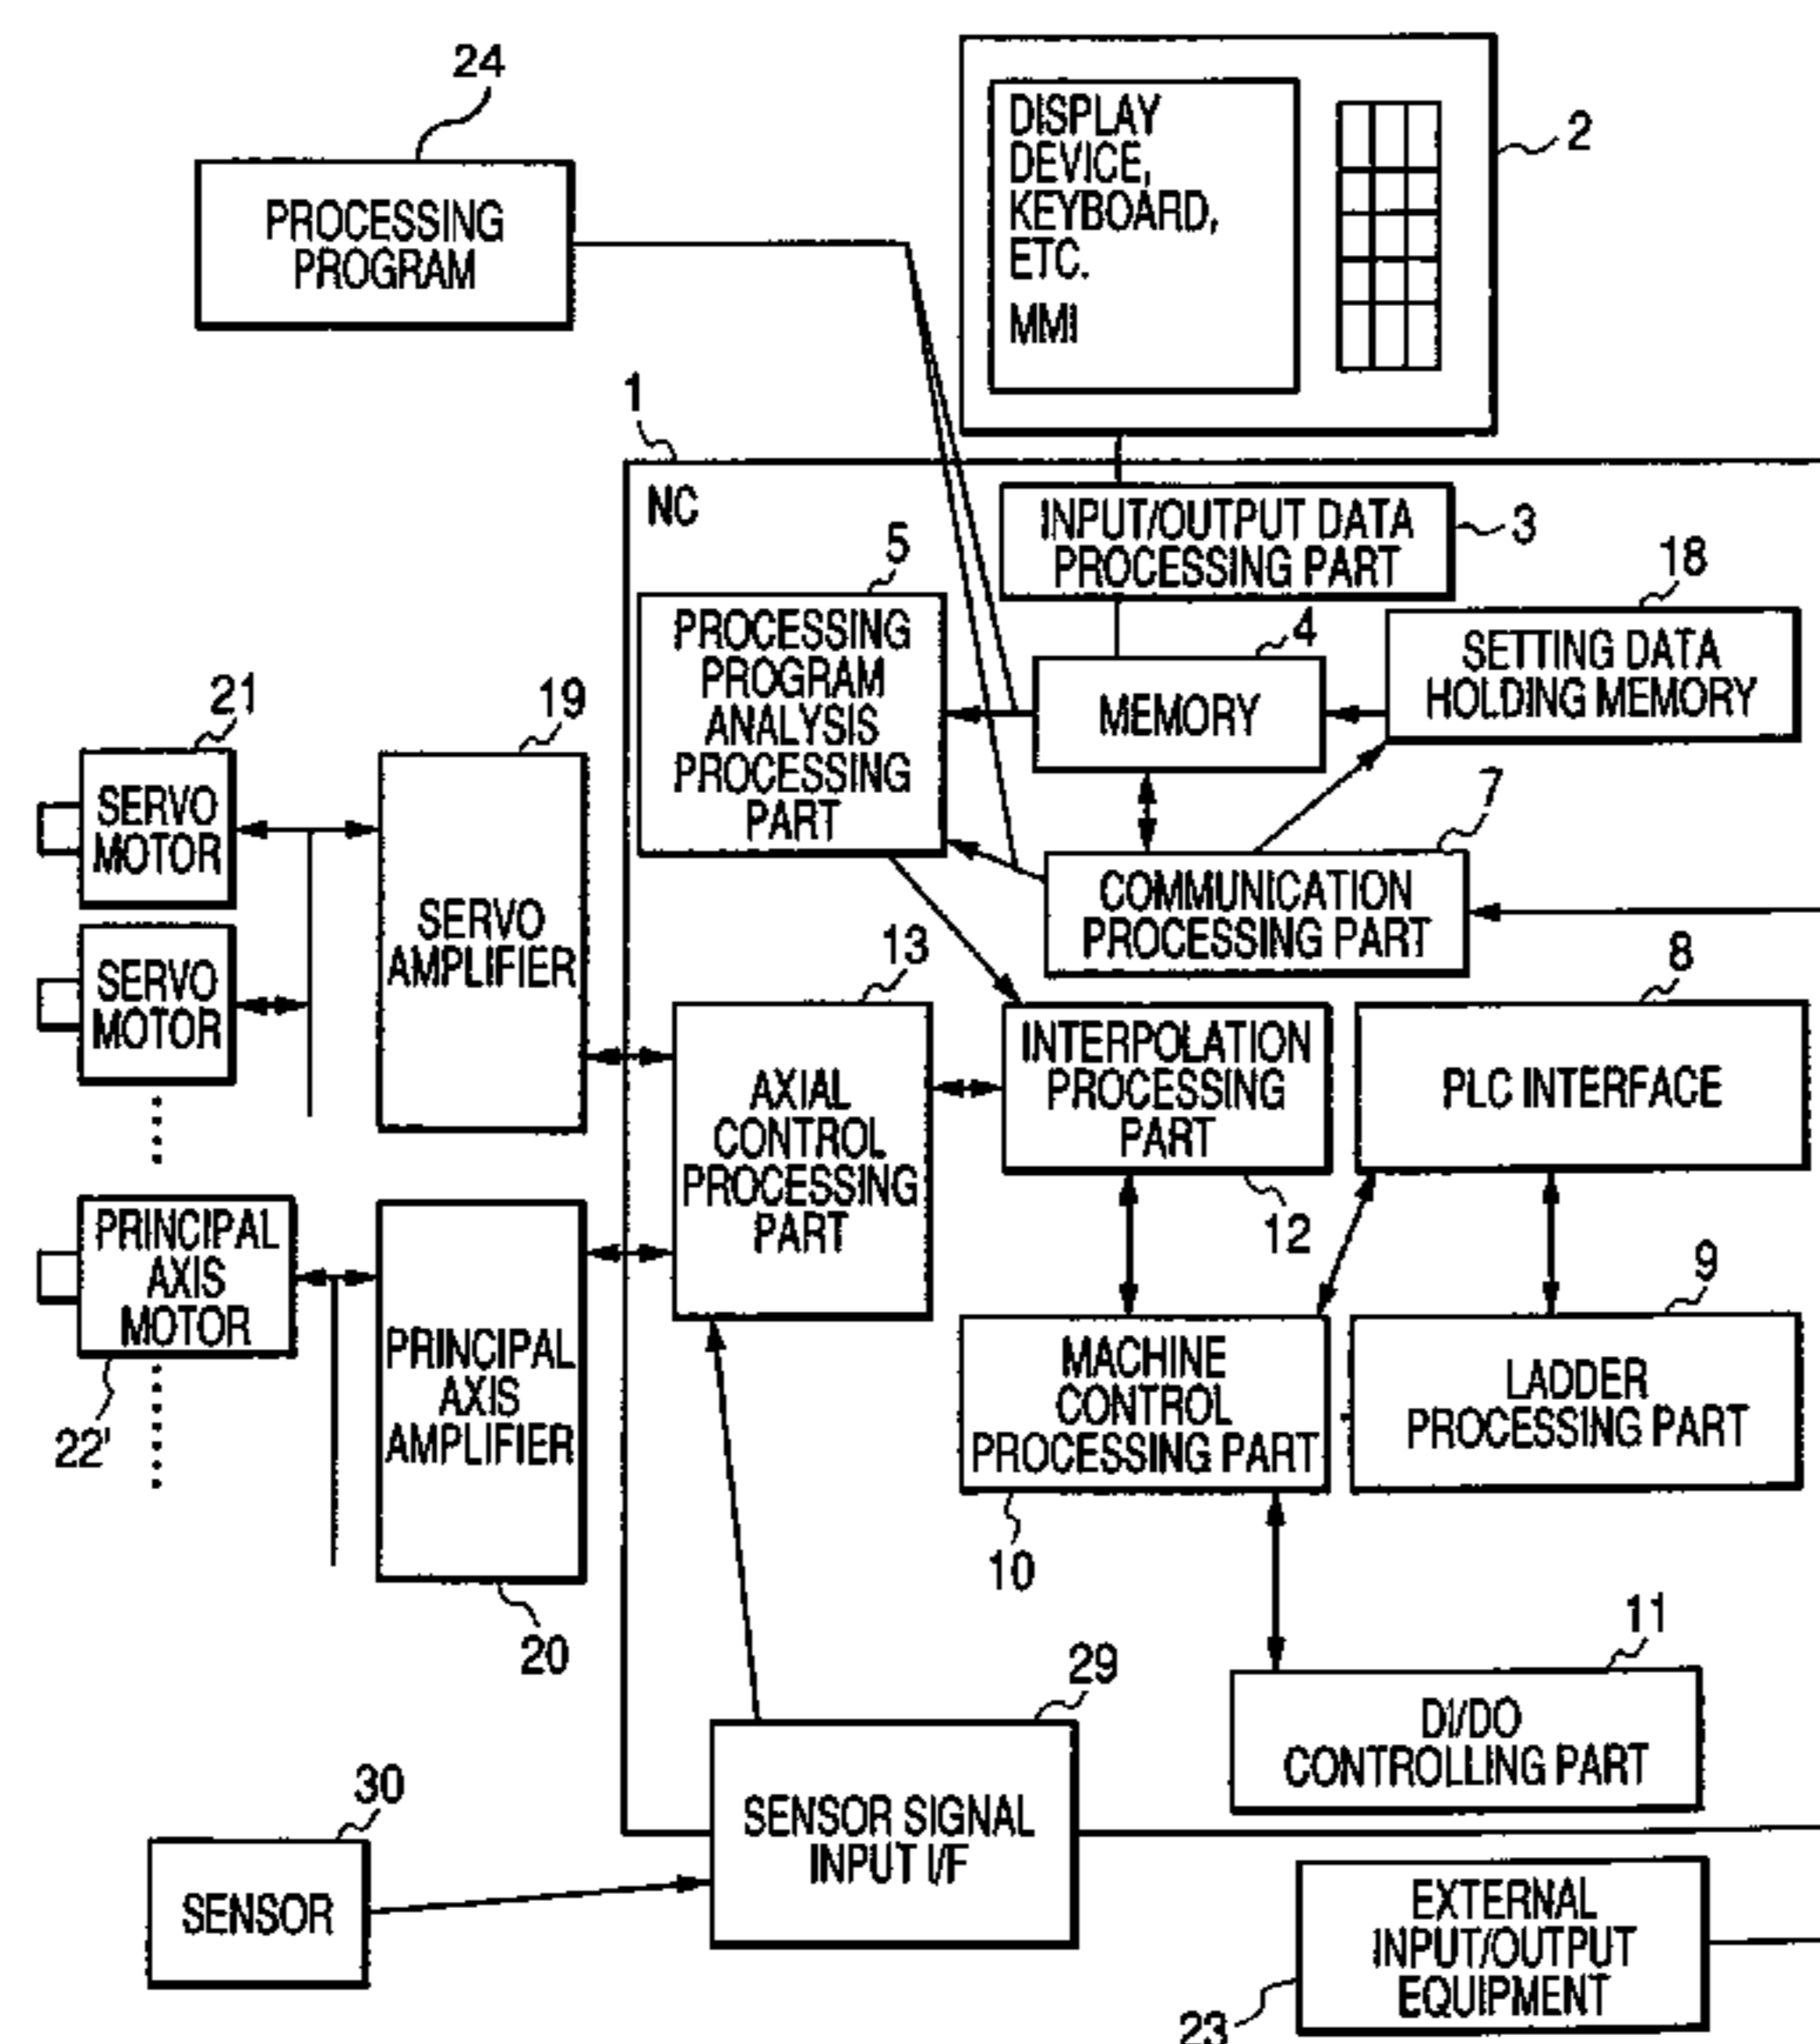 24
PROCESSING
PROGRAM
DISPLAY
DEVICE,
KEYBOARD,
ETC.
MMI
2
1
NC
INPUT/OUTPUT DATA
PROCESSING PART
3
5
PROCESSING
PROGRAM
ANALYSIS
PROCESSING
PART
4
MEMORY
18
SETTING DATA
HOLDING MEMORY
7
COMMUNICATION
PROCESSING PART
21
SERVO
MOTOR
SERVO
MOTOR
19
SERVO
AMPLIFIER
13
AXIAL
CONTROL
PROCESSING
PART
INTERPOLATION
PROCESSING
PART
12
8
PLC INTERFACE
PRINCIPAL
AXIS
MOTOR
22'
PRINCIPAL
AXIS
AMPLIFIER
20
MACHINE
CONTROL
PROCESSING PART
10
9
LADDER
PROCESSING PART
11
DI/DO
CONTROLLING PART
29
SENSOR SIGNAL
INPUT I/F
30
SENSOR
EXTERNAL
INPUT/OUTPUT
EQUIPMENT
23